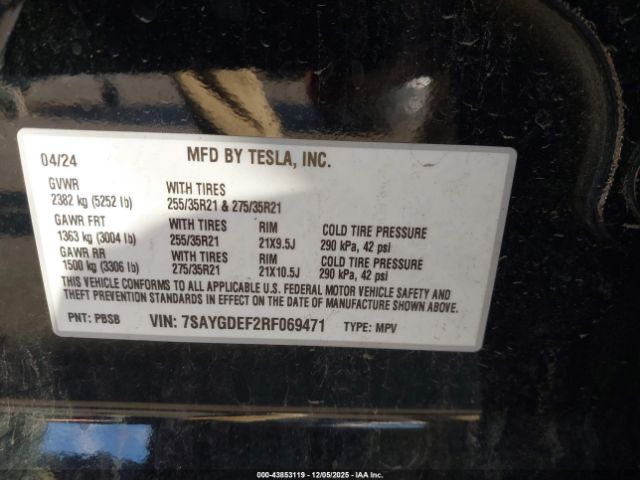 04/24 MFD BY TESLA, INC.
GVWR WITH TIRES
2382 kg (5252 lb) 255/35R21 & 275/35R21
GAWR FRT WITH TIRES RIM COLD TIRE PRESSURE
1363 kg (3004 lb) 255/35R21 21X9.5J 290 kPa, 42 psi
GAWR RR WITH TIRES RIM COLD TIRE PRESSURE
1500 kg (3306 lb) 275/35R21 21X10.5J 290 kPa, 42 psi
THIS VEHICLE CONFORMS TO ALL APPLICABLE U.S. FEDERAL MOTOR VEHICLE SAFETY AND
THEFT PREVENTION STANDARDS IN EFFECT ON THE DATE OF MANUFACTURE SHOWN ABOVE.
PNT: PBSB VIN: 7SAYGDEF2RF069471 TYPE: MPV
000-43853119 | 12/05/2025 - IAA Inc.